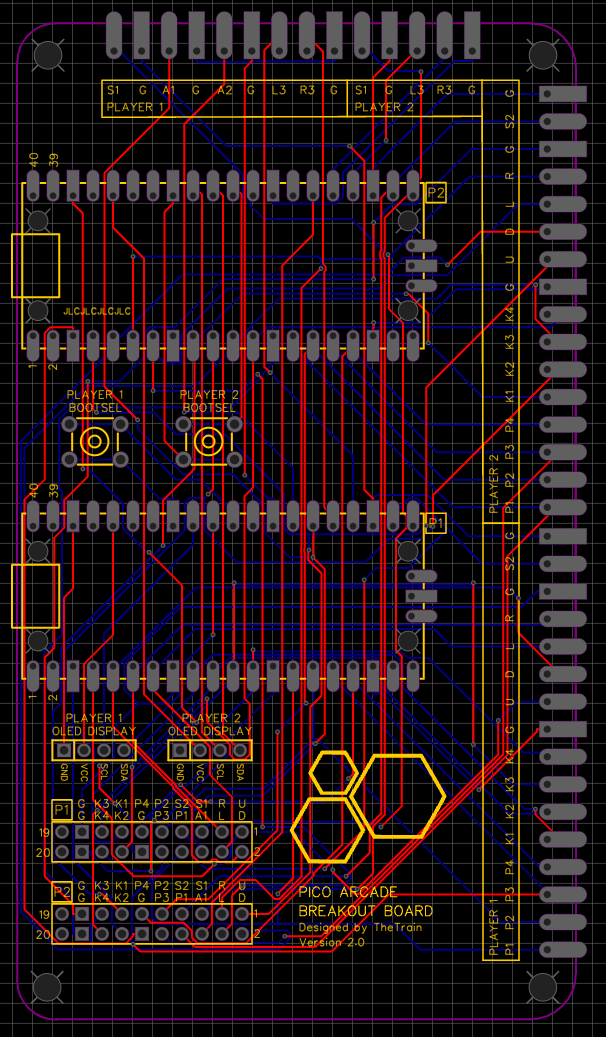 S1 G A1 G A2 G L3 R3 G S1 G L3 R3 G
PLAYER 1 PLAYER 2
G
S2
G
R
L
D
U
G
K4
K3
K2
K1
P4
P3
P2
P1
PLAYER 2
40 39
P2
JLCJLCJLCJLC
1 2
PLAYER 1 PLAYER 2
BOOTSEL BOOTSEL
40 39
P1
G
S2
G
R
L
D
U
G
K4
K3
K2
K1
P4
P3
P2
P1
PLAYER 1
1 2
PLAYER 1 PLAYER 2
OLED DISPLAY OLED DISPLAY
GND VCC SCL SDA GND VCC SCL SDA
P1
G K3 K1 P4 P2 S2 S1 R U
G K4 K2 G P3 P1 A1 L D
19 1
20 2
P2
G K3 K1 P4 P2 S2 S1 R U
G K4 K2 G P3 P1 A1 L D
19 1
20 2
PICO ARCADE
BREAKOUT BOARD
Designed by TheTrain
Version 2.0